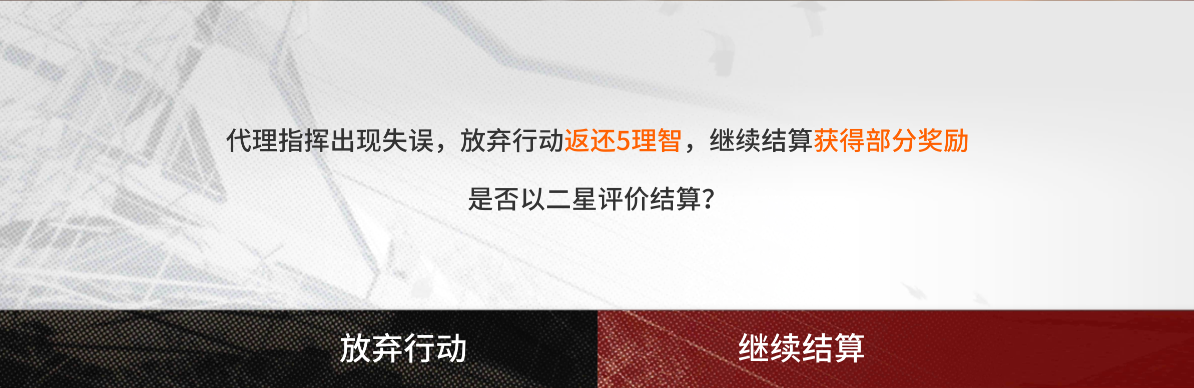 代理指挥出现失误，放弃行动返还5理智，继续结算获得部分奖励
是否以二星评价结算？
放弃行动
继续结算